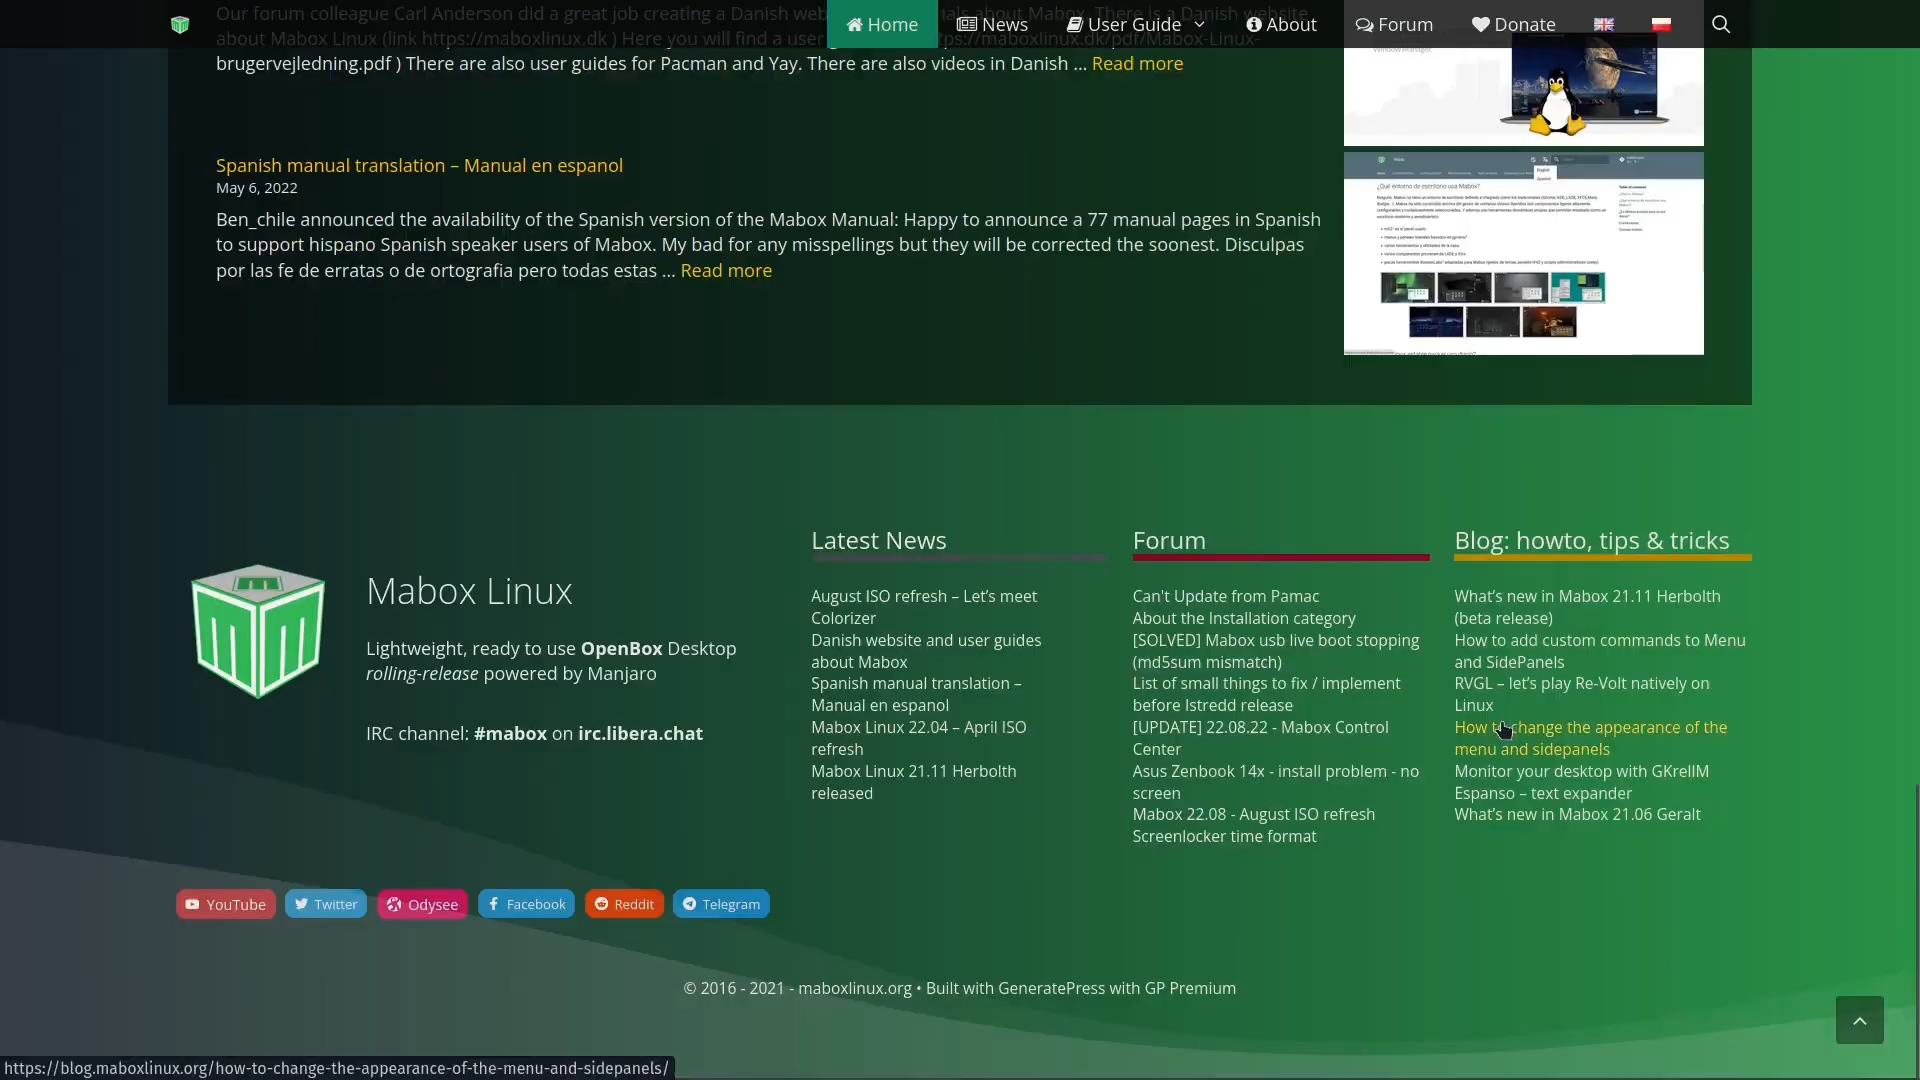 Home
News
User Guide
About
Forum
Donate
Our forum colleague Carl Anderson did a great job creating a Danish
about Mabox Linux (link https://maboxlinux.dk ) Here you will find a user
brugervejledning.pdf ) There are also user guides for Pacman and Yay. There are also videos in Danish ... Read more
Spanish manual translation – Manual en espanol
May 6, 2022
Ben_chile announced the availability of the Spanish version of the Mabox Manual: Happy to announce a 77 manual pages in Spanish
to support hispano Spanish speaker users of Mabox. My bad for any misspellings but they will be corrected the soonest. Disculpas
por las fe de erratas o de ortografia pero todas estas ... Read more
Window Manager.
¿Qué entorno de escritorio usa Mabox?
Mabox Linux
Lightweight, ready to use OpenBox Desktop
rolling-release powered by Manjaro
IRC channel: #mabox on irc.libera.chat
Latest News
August ISO refresh – Let’s meet
Colorizer
Danish website and user guides
about Mabox
Spanish manual translation –
Manual en espanol
Mabox Linux 22.04 – April ISO
refresh
Mabox Linux 21.11 Herbolth
released
Forum
Can't Update from Pamac
About the Installation category
[SOLVED] Mabox usb live boot stopping
(md5sum mismatch)
List of small things to fix / implement
before Istredd release
[UPDATE] 22.08.22 - Mabox Control
Center
Asus Zenbook 14x - install problem - no
screen
Mabox 22.08 - August ISO refresh
Screenlocker time format
Blog: howto, tips & tricks
What’s new in Mabox 21.11 Herbolth
(beta release)
How to add custom commands to Menu
and SidePanels
RVGL – let’s play Re-Volt natively on
Linux
How to change the appearance of the
menu and sidepanels
Monitor your desktop with GKrellM
Espanso – text expander
What’s new in Mabox 21.06 Geralt
YouTube
Twitter
Odysee
Facebook
Reddit
Telegram
© 2016 - 2021 - maboxlinux.org • Built with GeneratePress with GP Premium
https://blog.maboxlinux.org/how-to-change-the-appearance-of-the-menu-and-sidepanels/